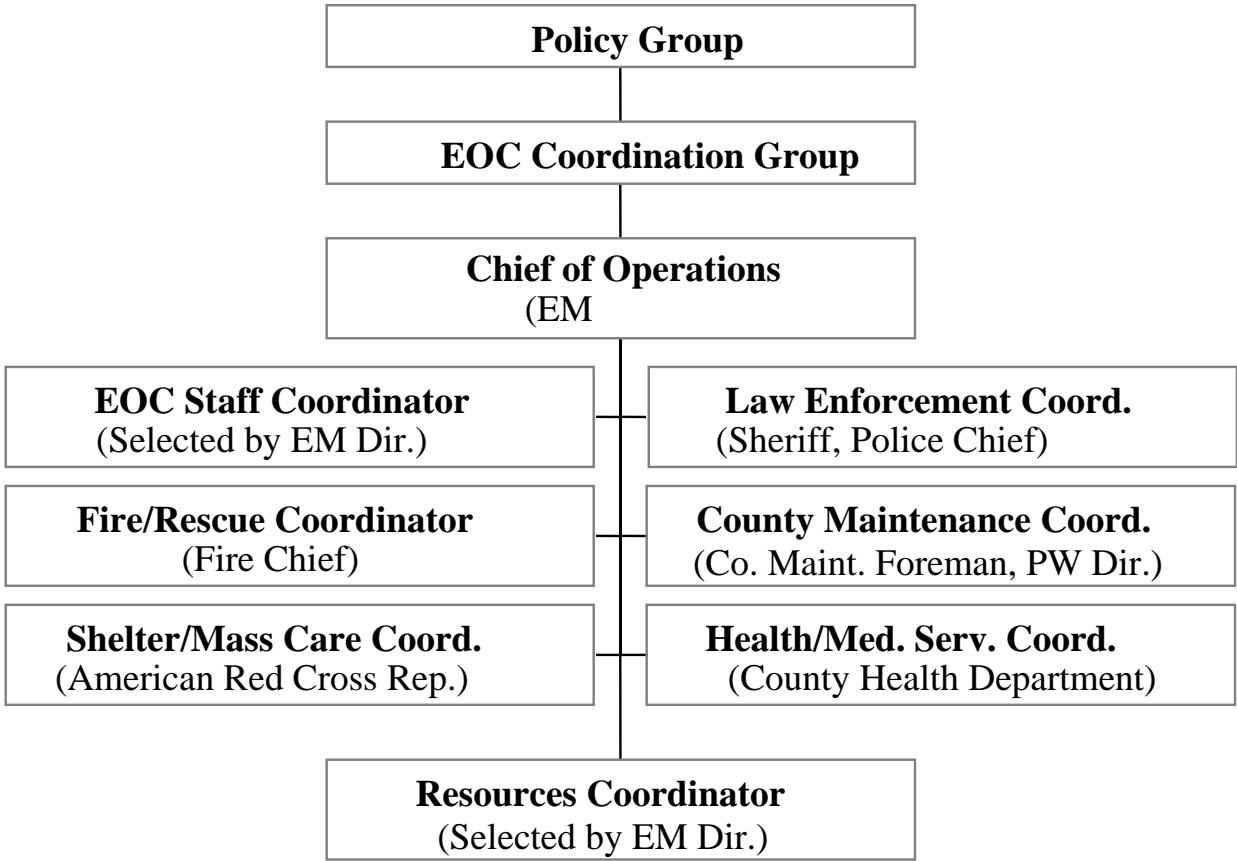 Policy Group
EOC Coordination Group
Chief of Operations
(EM
EOC Staff Coordinator
(Selected by EM Dir.)
Law Enforcement Coord.
(Sheriff, Police Chief)
Fire/Rescue Coordinator
(Fire Chief)
County Maintenance Coord.
(Co. Maint. Foreman, PW Dir.)
Shelter/Mass Care Coord.
(American Red Cross Rep.)
Health/Med. Serv. Coord.
(County Health Department)
Resources Coordinator
(Selected by EM Dir.)